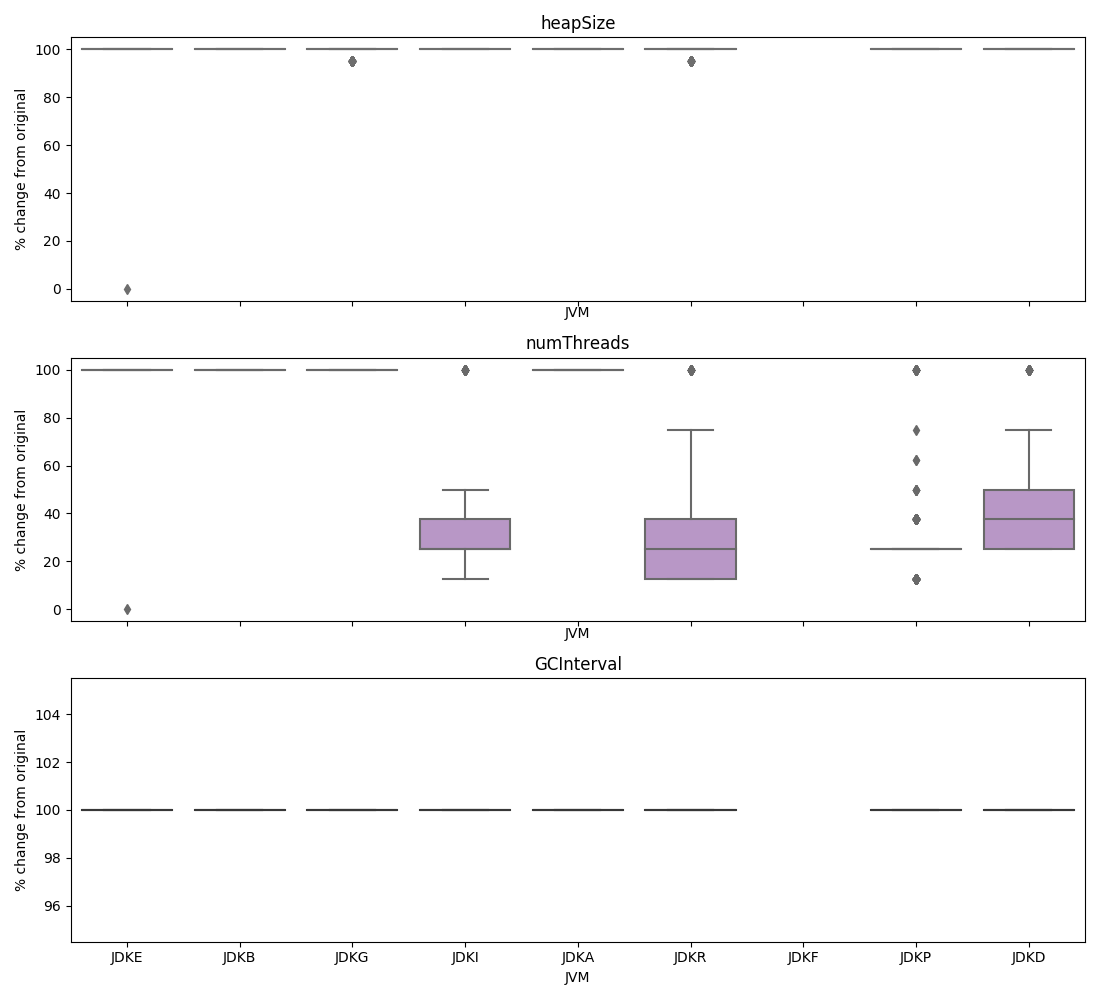 heapSize
% change from original
100
80
60
40
20
0
JVM
numThreads
% change from original
100
80
60
40
20
0
JVM
GCInterval
% change from original
104
102
100
98
96
JDKE JDKB JDKG JDKI JDKA JDKR JDKF JDKP JDKD
JVM